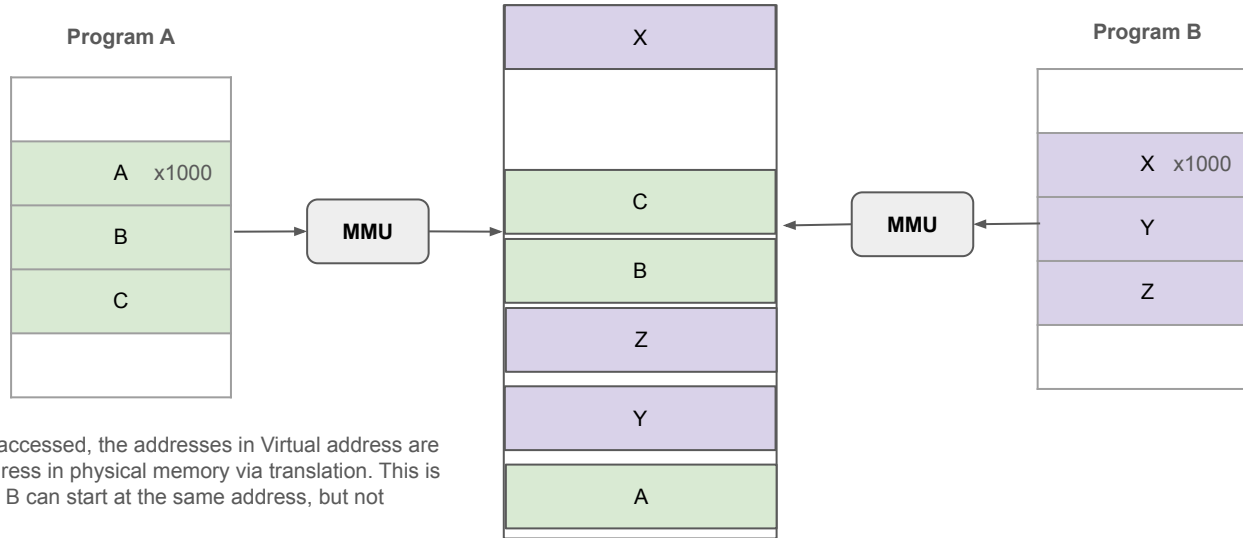 Program A
A x1000
B
C
MMU
X
C
B
Z
Y
A
MMU
Program B
X x1000
Y
Z
accessed, the addresses in Virtual address are
ress in physical memory via translation. This is
B can start at the same address, but not